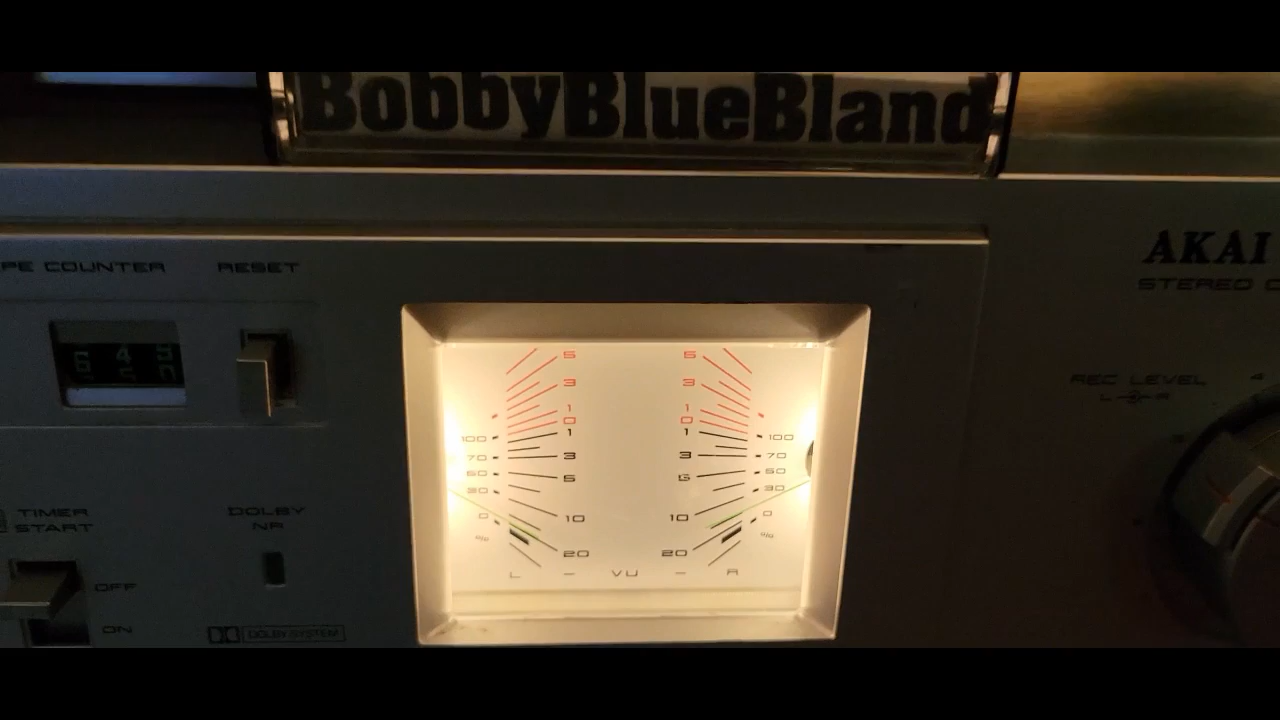 BobbyBlueBland
PE COUNTER RESET
AKAI
STEREO C
5 5
3 3
1 1
0 0
100 1 1 100
70 3 3 70
50 5 5 50
30 30
0 10 10 0
% 20 20 %
L – VU – R
REC LEVEL 4
L R
TIMER
START
DOLBY
NR
OFF
ON
DOLBY SYSTEM